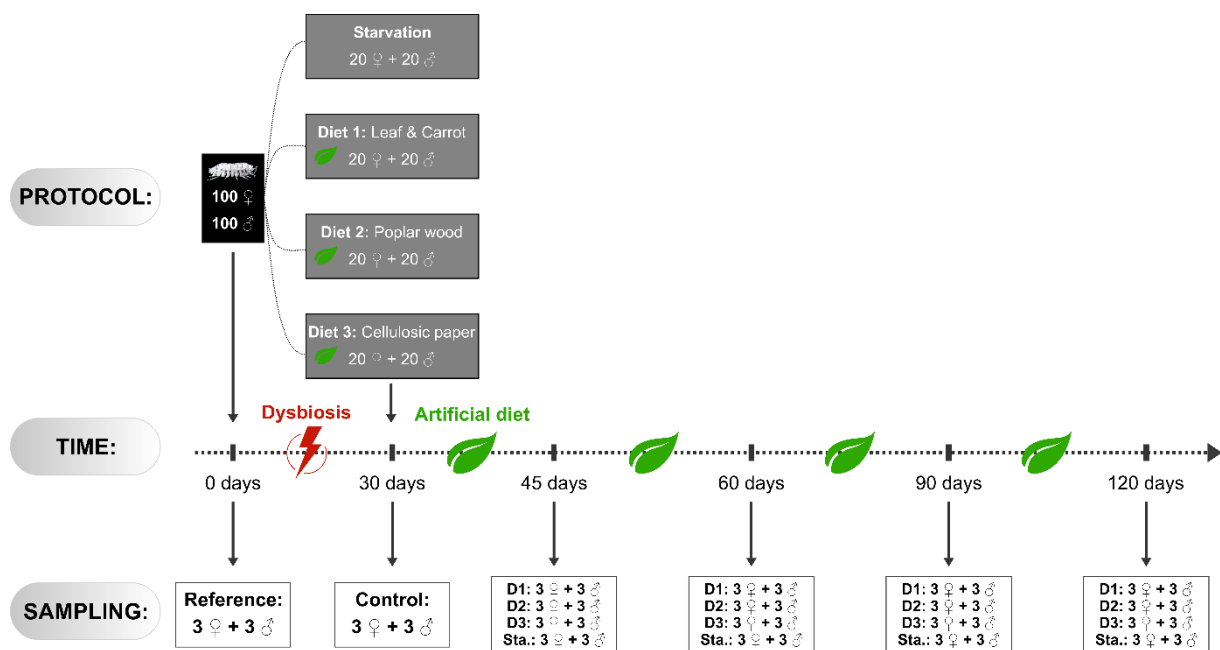 Starvation
20 ♀ + 20 ♂
Diet 1: Leaf & Carrot
20 ♀ + 20 ♂
PROTOCOL:
100 ♀
100 ♂
Diet 2: Poplar wood
20 ♀ + 20 ♂
Diet 3: Cellulosic paper
20 ♀ + 20 ♂
Dysbiosis
Artificial diet
TIME:
0 days
30 days
45 days
60 days
90 days
120 days
SAMPLING:
Reference:
3 ♀ + 3 ♂
Control:
3 ♀ + 3 ♂
D1: 3 ♀ + 3 ♂
D2: 3 ♀ + 3 ♂
D3: 3 ♀ + 3 ♂
Sta.: 3 ♀ + 3 ♂
D1: 3 ♀ + 3 ♂
D2: 3 ♀ + 3 ♂
D3: 3 ♀ + 3 ♂
Sta.: 3 ♀ + 3 ♂
D1: 3 ♀ + 3 ♂
D2: 3 ♀ + 3 ♂
D3: 3 ♀ + 3 ♂
Sta.: 3 ♀ + 3 ♂
D1: 3 ♀ + 3 ♂
D2: 3 ♀ + 3 ♂
D3: 3 ♀ + 3 ♂
Sta.: 3 ♀ + 3 ♂